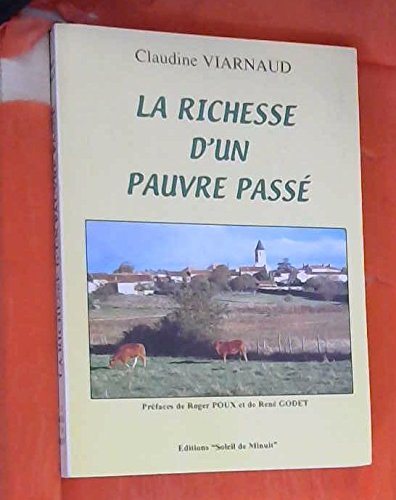 Claudine VIARNAUD
LA RICHESSE
D'UN
PAUVRE PASSÉ
Préfaces de Roger POUX et de René GODET
Editions "Soleil de Minuit"